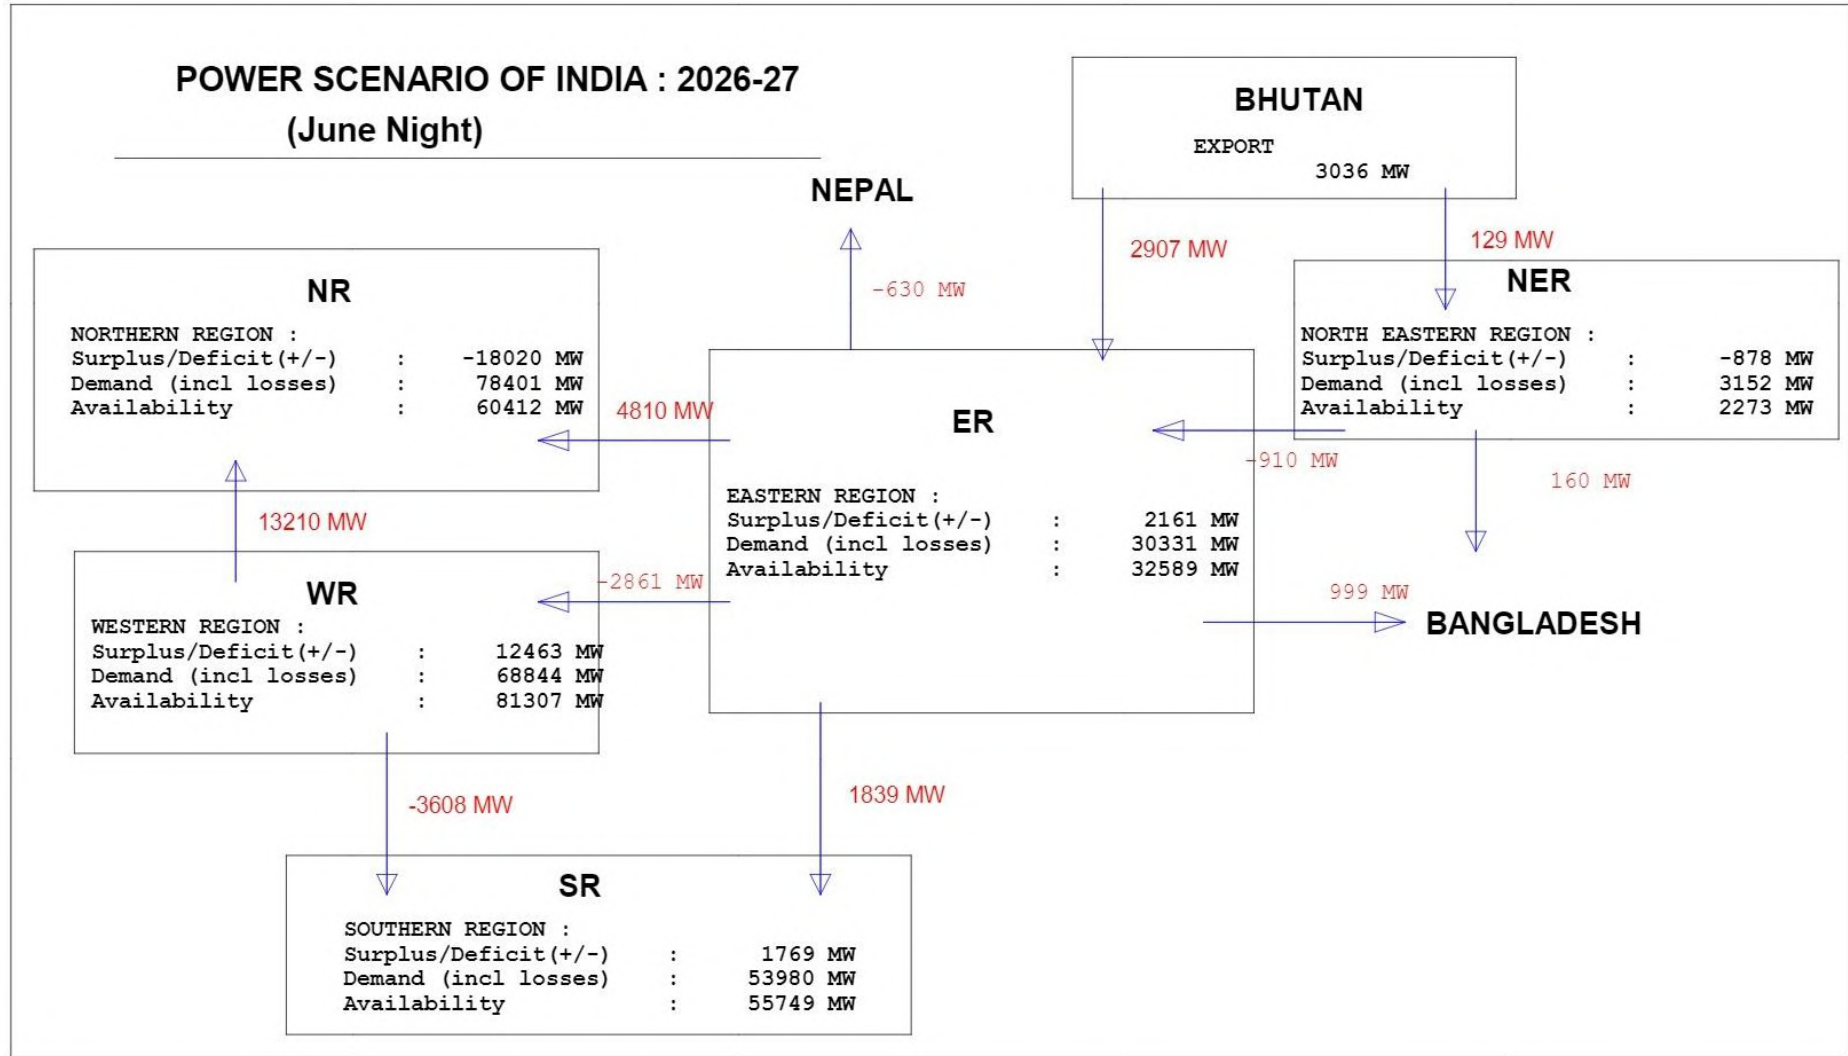 POWER SCENARIO OF INDIA : 2026-27
(June Night)
BHUTAN
EXPORT
3036 MW
NEPAL
2907 MW
129 MW
-630 MW
NR
NORTHERN REGION :
Surplus/Deficit(+/-) : -18020 MW
Demand (incl losses) : 78401 MW
Availability : 60412 MW
NER
NORTH EASTERN REGION :
Surplus/Deficit(+/-) : -878 MW
Demand (incl losses) : 3152 MW
Availability : 2273 MW
4810 MW
-910 MW
160 MW
13210 MW
ER
EASTERN REGION :
Surplus/Deficit(+/-) : 2161 MW
Demand (incl losses) : 30331 MW
Availability : 32589 MW
-2861 MW
999 MW
BANGLADESH
WR
WESTERN REGION :
Surplus/Deficit(+/-) : 12463 MW
Demand (incl losses) : 68844 MW
Availability : 81307 MW
-3608 MW
1839 MW
SR
SOUTHERN REGION :
Surplus/Deficit(+/-) : 1769 MW
Demand (incl losses) : 53980 MW
Availability : 55749 MW